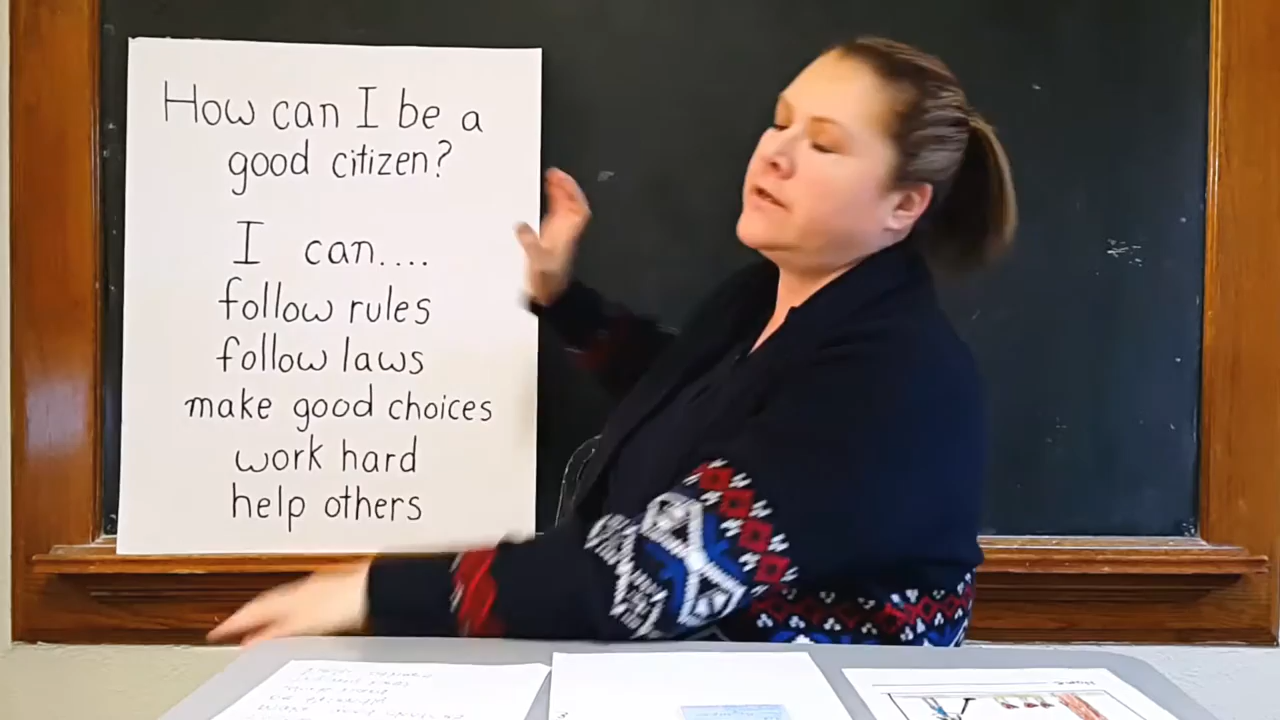 How can I be a
good citizen?
I can....
follow rules
follow laws
make good choices
work hard
help others